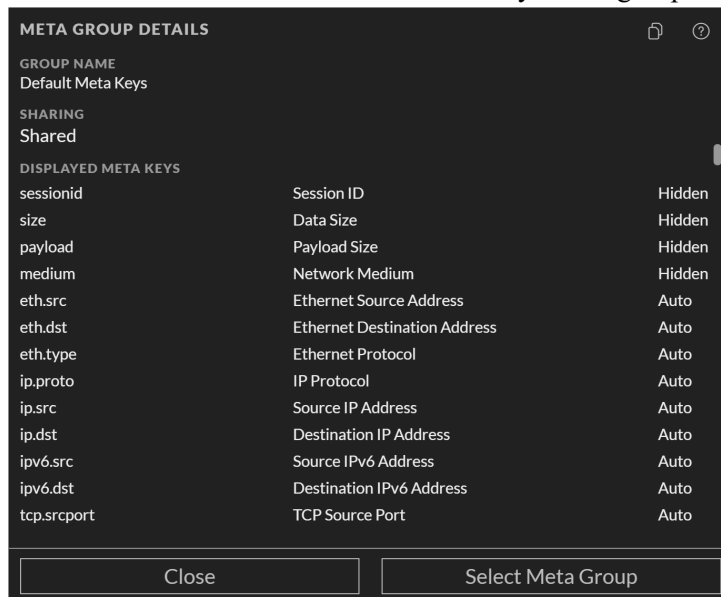 META GROUP DETAILS
GROUP NAME
Default Meta Keys
SHARING
Shared
DISPLAYED META KEYS
sessionid Session ID Hidden
size Data Size Hidden
payload Payload Size Hidden
medium Network Medium Hidden
eth.src Ethernet Source Address Auto
eth.dst Ethernet Destination Address Auto
eth.type Ethernet Protocol Auto
ip.proto IP Protocol Auto
ip.src Source IP Address Auto
ip.dst Destination IP Address Auto
ipv6.src Source IPv6 Address Auto
ipv6.dst Destination IPv6 Address Auto
tcp.srcport TCP Source Port Auto
Close Select Meta Group